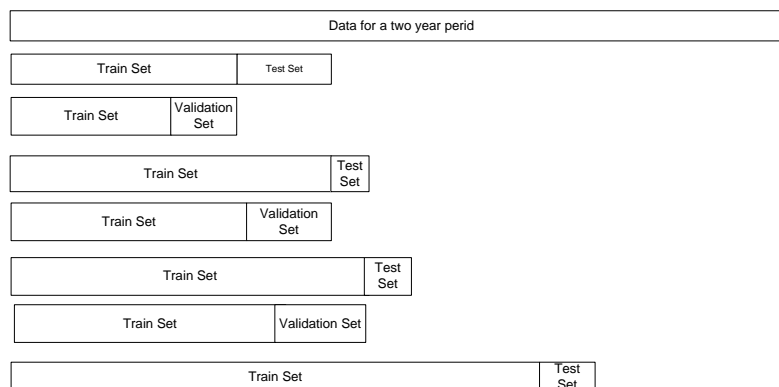 Data for a two year perid
Train Set
Test Set
Train Set
Validation
Set
Train Set
Test
Set
Train Set
Validation
Set
Train Set
Test
Set
Train Set
Validation Set
Train Set
Test
Set